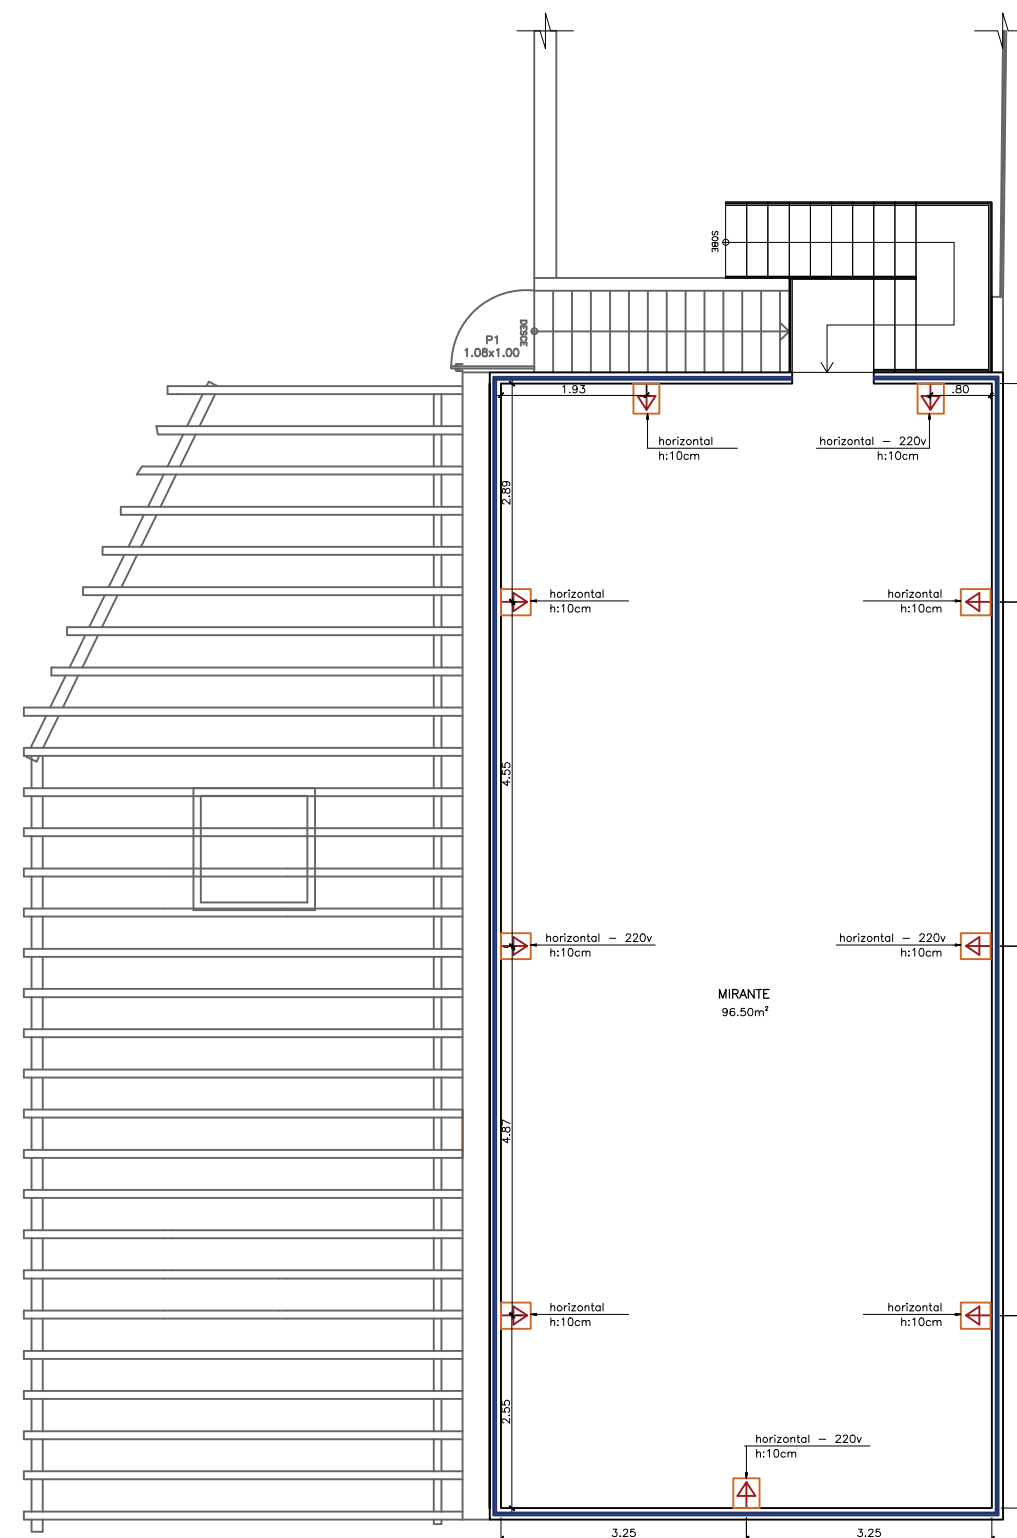 SOBE
DESCE
P1
1.08x1.00
1.93
.80
horizontal
h:10cm
horizontal - 220v
h:10cm
2.89
horizontal
h:10cm
horizontal
h:10cm
4.55
horizontal - 220v
h:10cm
horizontal - 220v
h:10cm
MIRANTE
96.50m²
4.87
horizontal
h:10cm
horizontal
h:10cm
2.55
horizontal - 220v
h:10cm
3.25
3.25